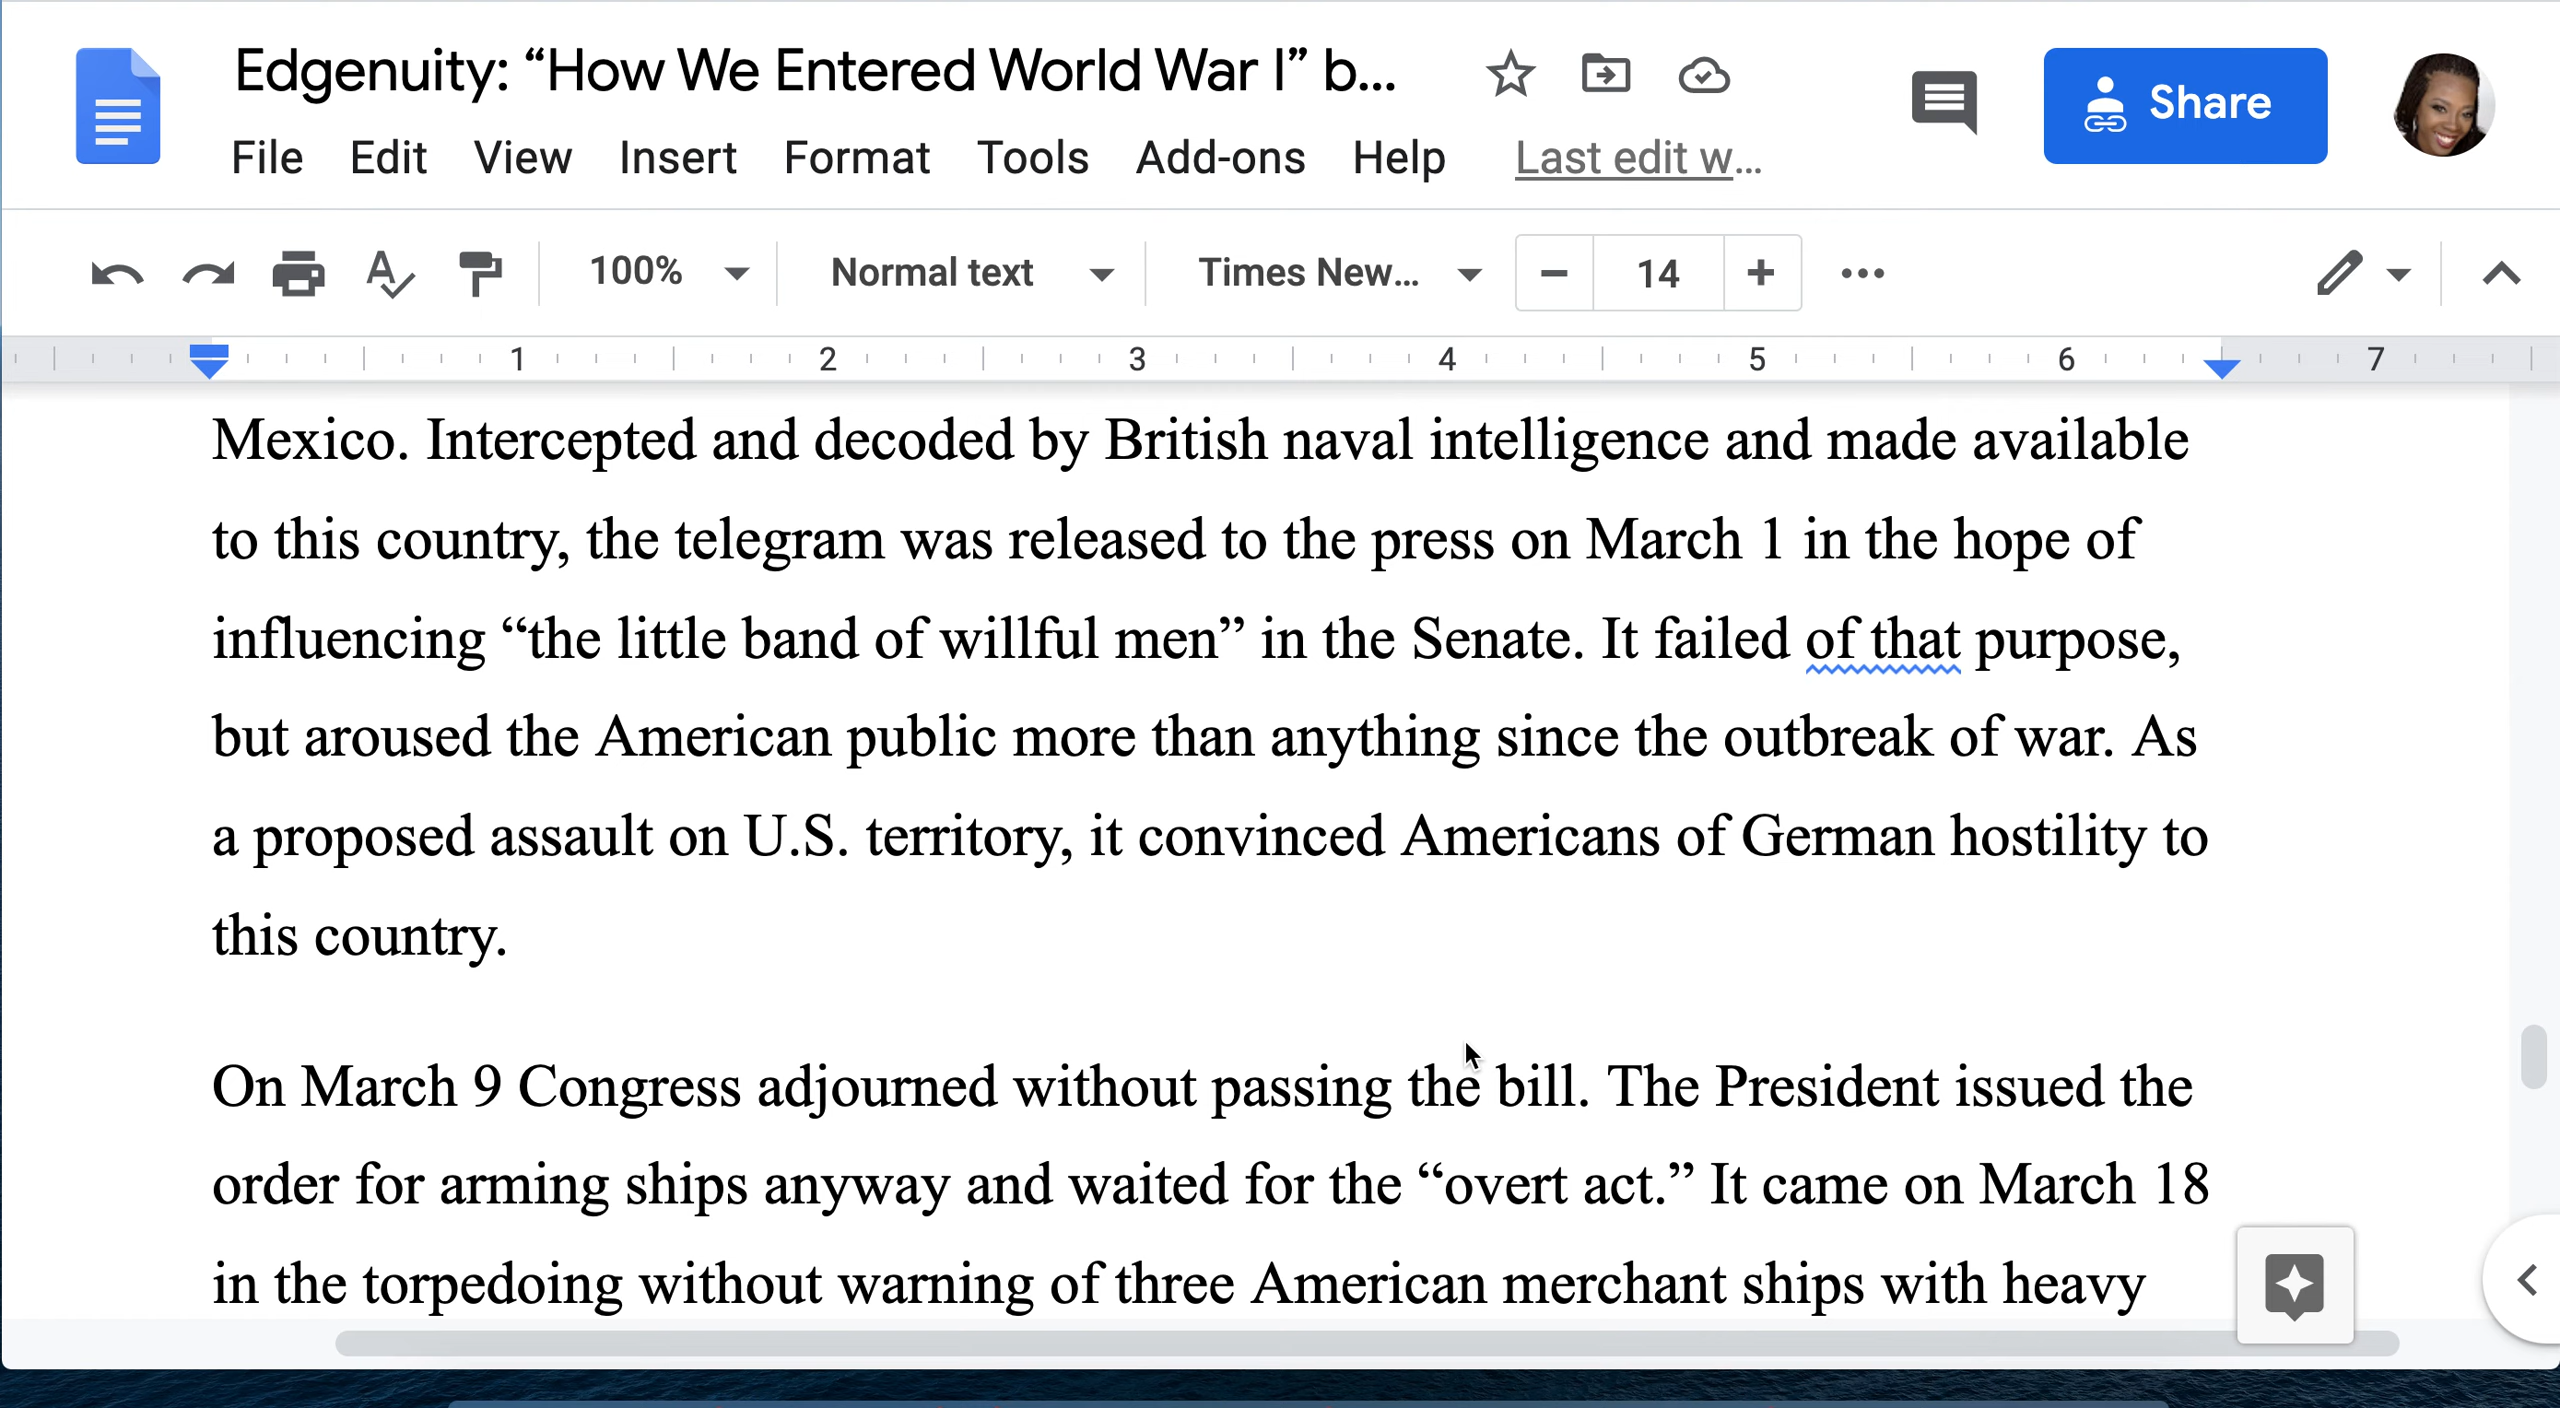 Edgenuity: “How We Entered World War I” b...
Share
File Edit View Insert Format Tools Add-ons Help Last edit w...
100% Normal text Times New... 14
1 2 3 4 5 6 7
Mexico. Intercepted and decoded by British naval intelligence and made available
to this country, the telegram was released to the press on March 1 in the hope of
influencing “the little band of willful men” in the Senate. It failed of that purpose,
but aroused the American public more than anything since the outbreak of war. As
a proposed assault on U.S. territory, it convinced Americans of German hostility to
this country.
On March 9 Congress adjourned without passing the bill. The President issued the
order for arming ships anyway and waited for the “overt act.” It came on March 18
in the torpedoing without warning of three American merchant ships with heavy